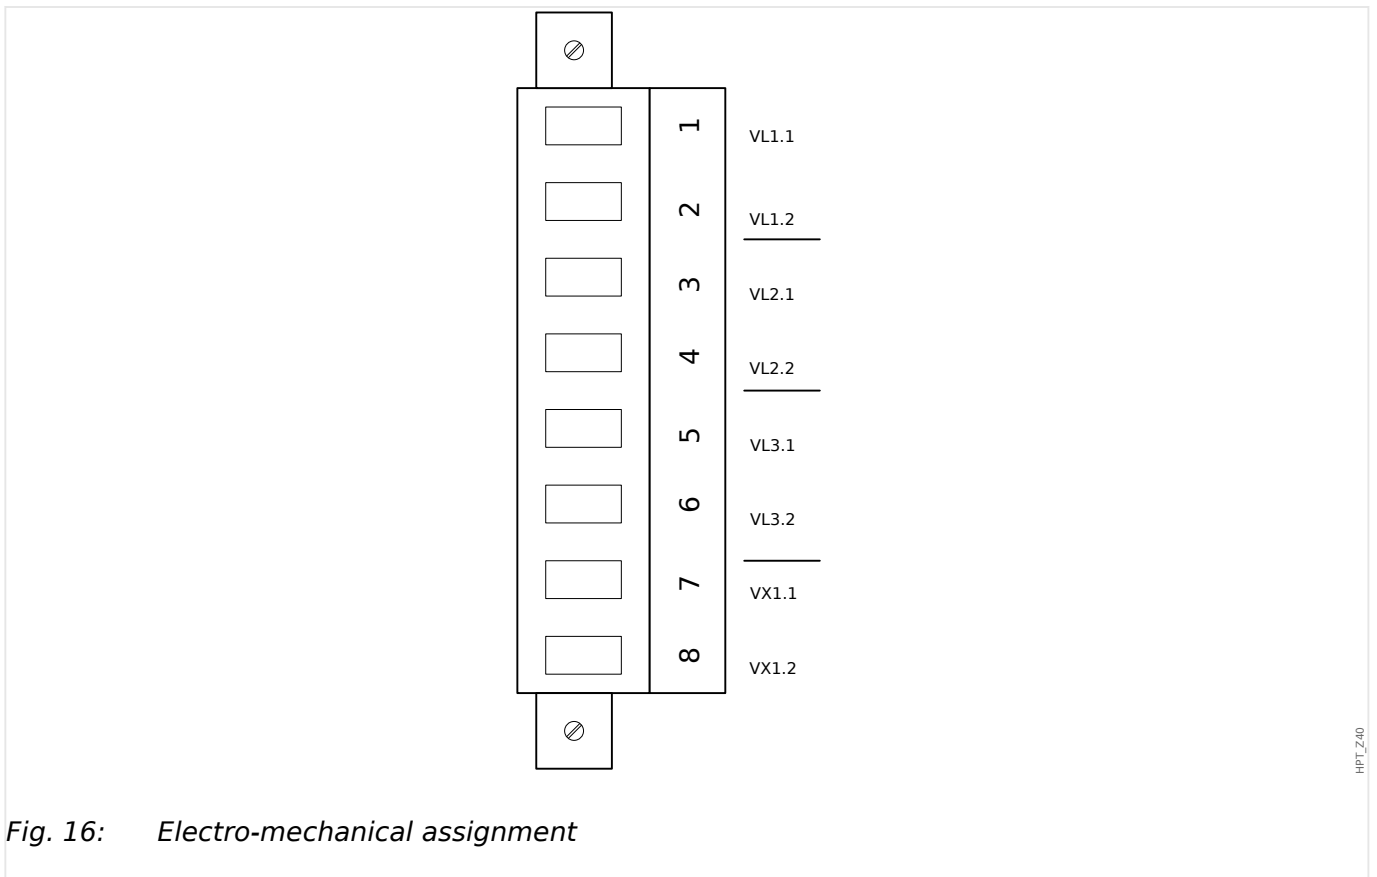 1 VL1.1
2 VL1.2
3 VL2.1
4 VL2.2
5 VL3.1
6 VL3.2
7 VX1.1
8 VX1.2
HPT_Z40
Fig. 16: Electro-mechanical assignment